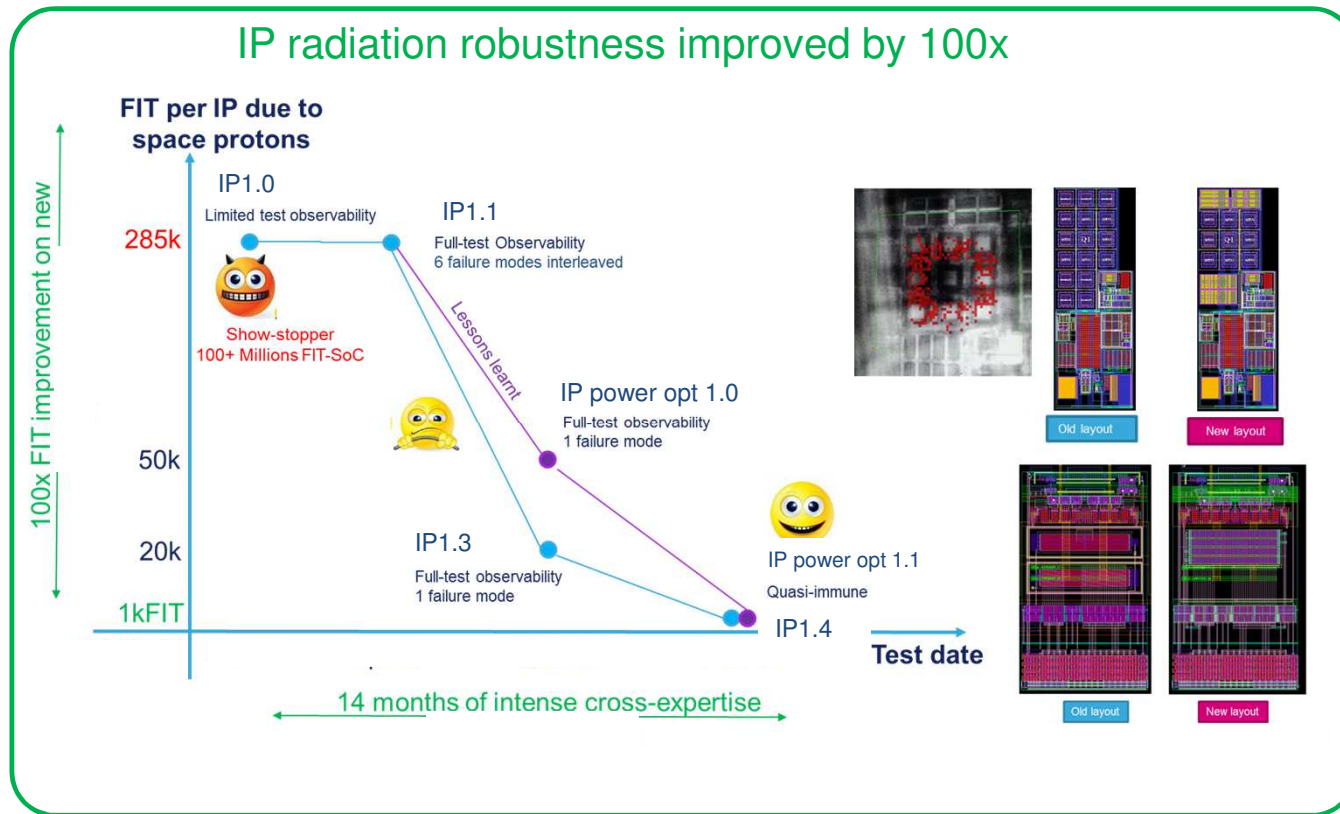 IP radiation robustness improved by 100x
FIT per IP due to
space protons
100x FIT improvement on new
IP1.0
Limited test observability
IP1.1
Full-test Observability
6 failure modes interleaved
285k
Show-stopper
100+ Millions FIT-SoC
Lessons learnt
IP power opt 1.0
Full-test observability
1 failure mode
50k
20k
IP1.3
Full-test observability
1 failure mode
IP power opt 1.1
Quasi-immune
1kFIT
IP1.4
Test date
14 months of intense cross-expertise
Old layout
New layout
Old layout
New layout